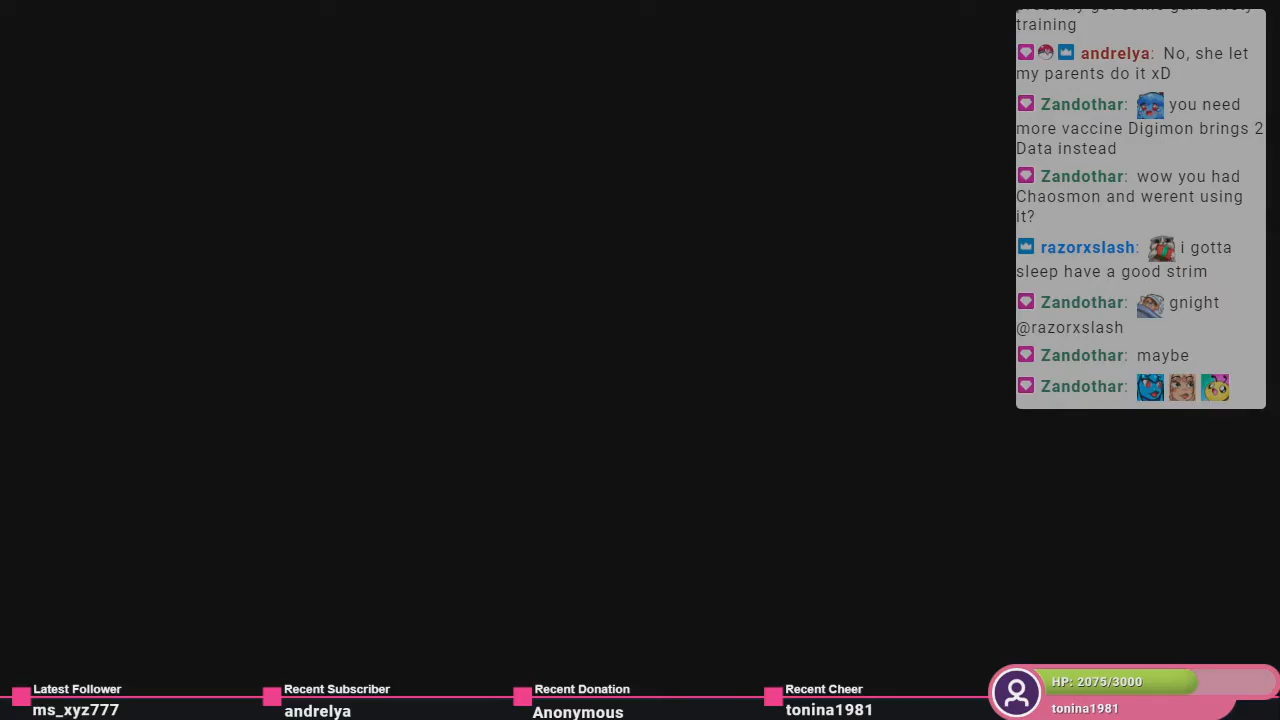 training
andrelya: No, she let
my parents do it xD
Zandothar: you need
more vaccine Digimon brings 2
Data instead
Zandothar: wow you had
Chaosmon and werent using
it?
razorxslash: i gotta
sleep have a good strim
Zandothar: gnight
@razorxslash
Zandothar: maybe
Zandothar:
Latest Follower
ms_xyz777
Recent Subscriber
andrelya
Recent Donation
Anonymous
Recent Cheer
tonina1981
HP: 2075/3000
tonina1981